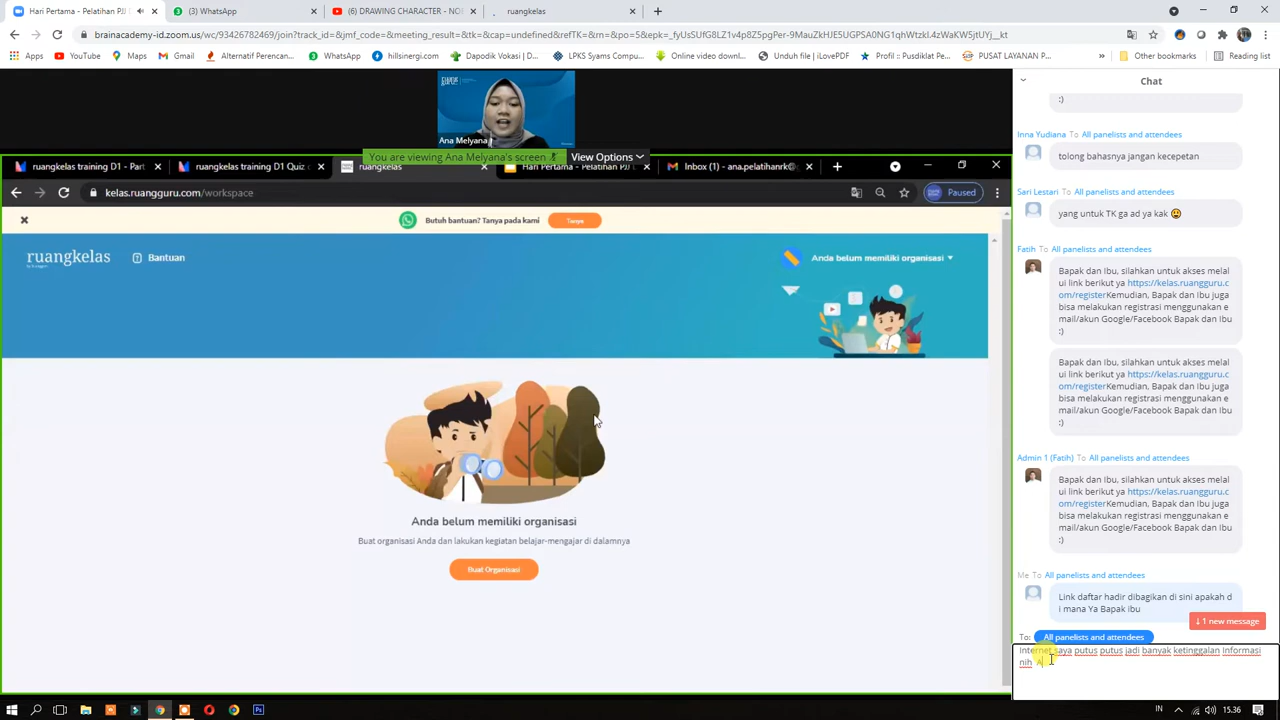 Hari Pertama - Pelatihan PJJ
(3) WhatsApp
(6) DRAWING CHARACTER - NO
ruangkelas
brainacademy-id.zoom.us/wc/93426782469/join?track_id=&jmf_code=&meeting_result=&tk=&cap=undefined&refTK=&rn=&po=5&epk=_fyUsSUfG8LZ1v4p8Z5pgPer-9MauZkHJE5UGPSA0NG1qhWtzkI.4zWaKW5jtUYj__kt
Apps
YouTube
Maps
Gmail
Alternatif Perencan...
WhatsApp
hillsinergi.com
Dapodik Vokasi | D...
LPKS Syams Compu...
Online video downl...
Unduh file | iLovePDF
Profil :: Pusdiklat Pe...
PUSAT LAYANAN P...
»
Other bookmarks
Reading list
Ana Melyana
You are viewing Ana Melyana's screen
View Options
ruangkelas training D1 - Part
ruangkelas training D1 Quiz
ruangkelas
Hari Pertama - Pelatihan PJJ
Inbox - ana.pelatihanrk@
kelas.ruangguru.com/workspace
Paused
Butuh bantuan? Tanya pada kami
Tanya
ruangkelas
Bantuan
Anda belum memiliki organisasi
Anda belum memiliki organisasi
Buat organisasi Anda dan lakukan kegiatan belajar-mengajar di dalamnya
Buat Organisasi
Chat
:)
Inna Yudiana To All panelists and attendees
tolong bahasnya jangan kecepetan
Sari Lestari To All panelists and attendees
yang untuk TK ga ad ya kak 😩
Fatih To All panelists and attendees
Bapak dan Ibu, silahkan untuk akses melal
ui link berikut ya https://kelas.ruangguru.c
om/registerKemudian, Bapak dan Ibu juga
bisa melakukan registrasi menggunakan e
mail/akun Google/Facebook Bapak dan Ibu
:)
Bapak dan Ibu, silahkan untuk akses melal
ui link berikut ya https://kelas.ruangguru.c
om/registerKemudian, Bapak dan Ibu juga
bisa melakukan registrasi menggunakan e
mail/akun Google/Facebook Bapak dan Ibu
:)
Admin 1 (Fatih) To All panelists and attendees
Bapak dan Ibu, silahkan untuk akses melal
ui link berikut ya https://kelas.ruangguru.c
om/registerKemudian, Bapak dan Ibu juga
bisa melakukan registrasi menggunakan e
mail/akun Google/Facebook Bapak dan Ibu
:)
Me To All panelists and attendees
Link daftar hadir dibagikan di sini apakah d
i mana Ya Bapak ibu
↓ 1 new message
To: All panelists and attendees
Internet saya putus putus jadi banyak ketinggalan Informasi
nih A
IN
15.36